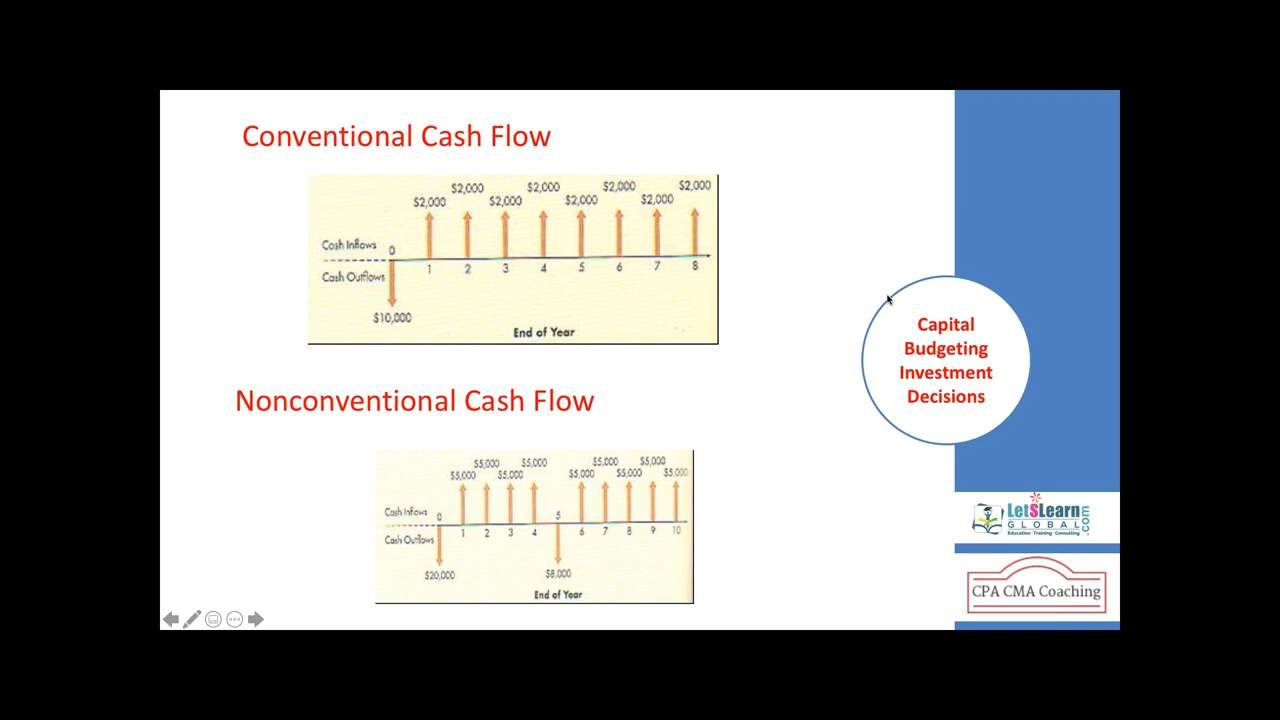 Conventional Cash Flow
$2,000 $2,000 $2,000 $2,000
$2,000 $2,000 $2,000 $2,000
Cash Inflows 0
1 2 3 4 5 6 7 8
Cash Outflows
$10,000
End of Year
Capital
Budgeting
Investment
Decisions
Nonconventional Cash Flow
$5,000 $5,000 $5,000 $5,000
$5,000 $5,000 $5,000 $5,000 $5,000
Cash Inflows 0 5
1 2 3 4 6 7 8 9 10
Cash Outflows
$20,000 $8,000
End of Year
LetSLearn.com
GLOBAL
Education · Training · Consulting
CPA CMA Coaching